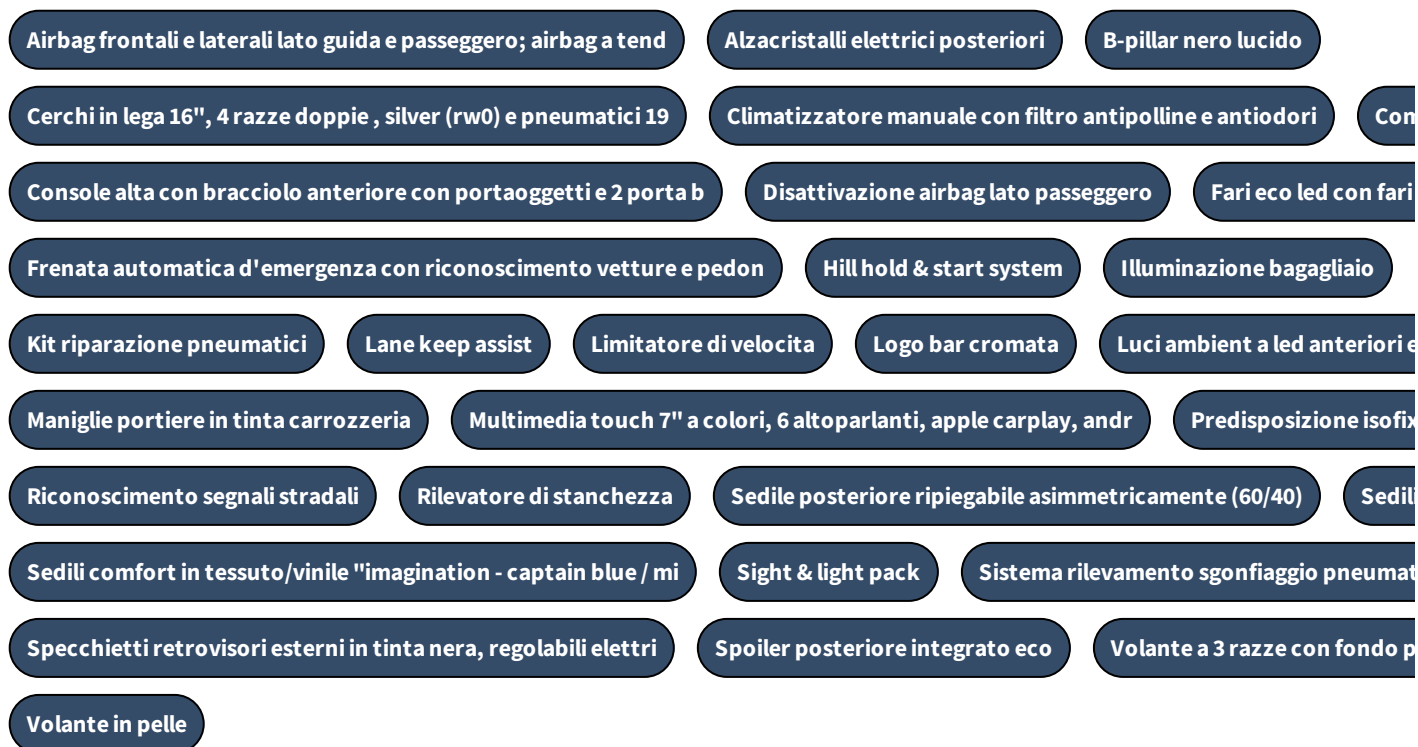 Airbag frontali e laterali lato guida e passeggero; airbag a tend Alzacristalli elettrici posteriori B-pillar nero lucido
Cerchi in lega 16", 4 razze doppie , silver (rw0) e pneumatici 19 Climatizzatore manuale con filtro antipolline e antiodori
Console alta con bracciolo anteriore con portaoggetti e 2 porta b Disattivazione airbag lato passeggero Fari eco led con fari
Frenata automatica d'emergenza con riconoscimento vetture e pedon Hill hold & start system Illuminazione bagagliaio
Kit riparazione pneumatici Lane keep assist Limitatore di velocita Logo bar cromata Luci ambient a led anteriori e
Maniglie portiere in tinta carrozzeria Multimedia touch 7" a colori, 6 altoparlanti, apple carplay, andr Predisposizione isofix
Riconoscimento segnali stradali Rilevatore di stanchezza Sedile posteriore ripiegabile asimmetricamente (60/40) Sedili
Sedili comfort in tessuto/vinile "imagination - captain blue / mi Sight & light pack Sistema rilevamento sgonfiaggio pneumat
Specchietti retrovisori esterni in tinta nera, regolabili elettri Spoiler posteriore integrato eco Volante a 3 razze con fondo p
Volante in pelle